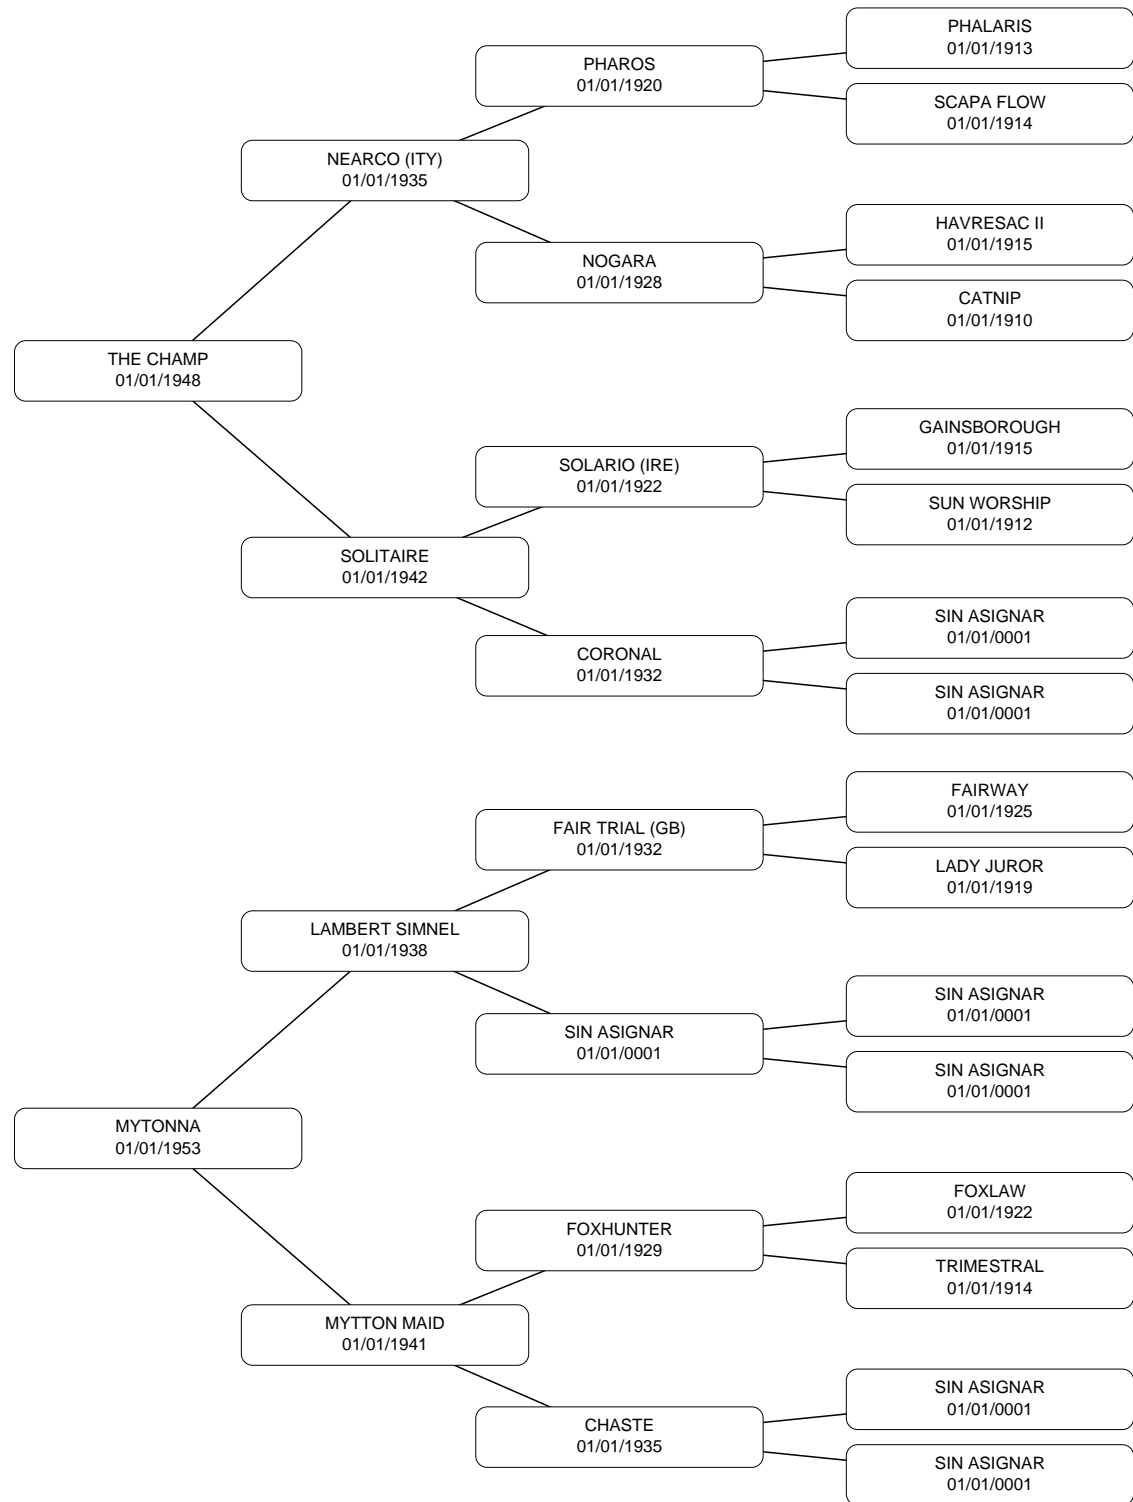 PHALARIS
01/01/1913
PHAROS
01/01/1920
SCAPA FLOW
01/01/1914
NEARCO (ITY)
01/01/1935
HAVRESAC II
01/01/1915
NOGARA
01/01/1928
CATNIP
01/01/1910
THE CHAMP
01/01/1948
GAINSBOROUGH
01/01/1915
SOLARIO (IRE)
01/01/1922
SUN WORSHIP
01/01/1912
SOLITAIRE
01/01/1942
SIN ASIGNAR
01/01/0001
CORONAL
01/01/1932
SIN ASIGNAR
01/01/0001
FAIRWAY
01/01/1925
FAIR TRIAL (GB)
01/01/1932
LADY JUROR
01/01/1919
LAMBERT SIMNEL
01/01/1938
SIN ASIGNAR
01/01/0001
SIN ASIGNAR
01/01/0001
SIN ASIGNAR
01/01/0001
MYTONNA
01/01/1953
FOXLAW
01/01/1922
FOXHUNTER
01/01/1929
TRIMESTRAL
01/01/1914
MYTTON MAID
01/01/1941
SIN ASIGNAR
01/01/0001
CHASTE
01/01/1935
SIN ASIGNAR
01/01/0001